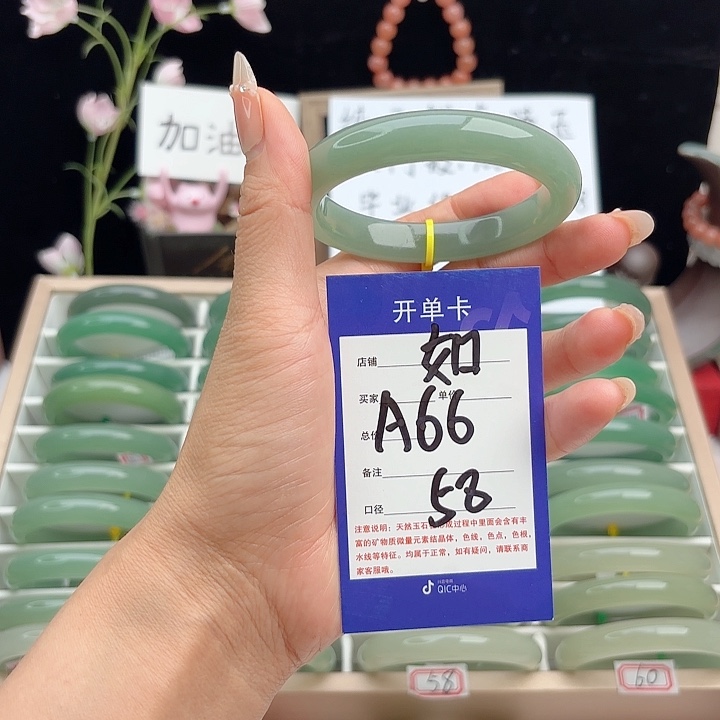 加油
开单卡
店铺 如
买家 单价
A66
总价
备注
口径 58
注意说明：天然玉石在形成过程中里面会含有丰
富的矿物质微量元素结晶体，色线，色点，色根，
水线等特征。均属于正常，如有疑问，请联系商
家客服哦。
QIC中心
58
60